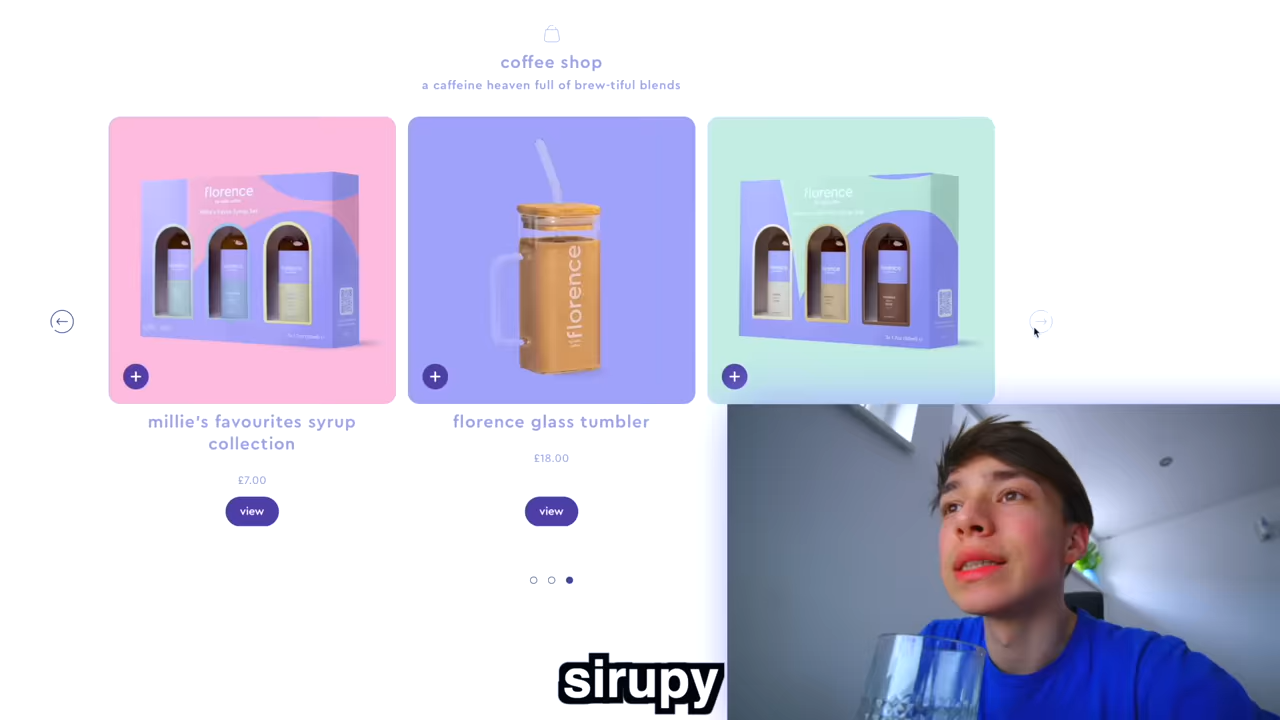 coffee shop
a caffeine heaven full of brew-tiful blends
florence
florence
florence
millie's favourites syrup
collection
£7.00
view
florence glass tumbler
£18.00
view
sirupy